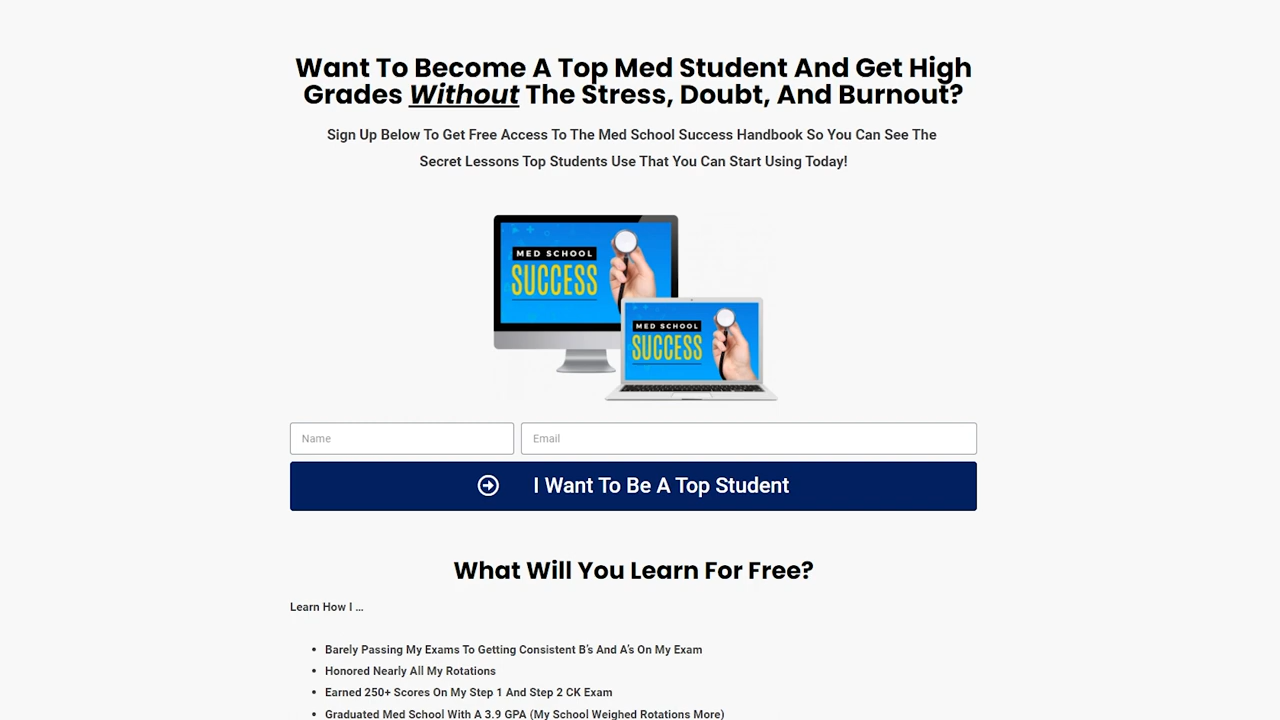 Want To Become A Top Med Student And Get High
Grades Without The Stress, Doubt, And Burnout?
Sign Up Below To Get Free Access To The Med School Success Handbook So You Can See The
Secret Lessons Top Students Use That You Can Start Using Today!
MED SCHOOL
SUCCESS
MED SCHOOL
SUCCESS
Name
Email
I Want To Be A Top Student
What Will You Learn For Free?
Learn How I ...
• Barely Passing My Exams To Getting Consistent B's And A's On My Exam
• Honored Nearly All My Rotations
• Earned 250+ Scores On My Step 1 And Step 2 CK Exam
• Graduated Med School With A 3.9 GPA (My School Weighed Rotations More)